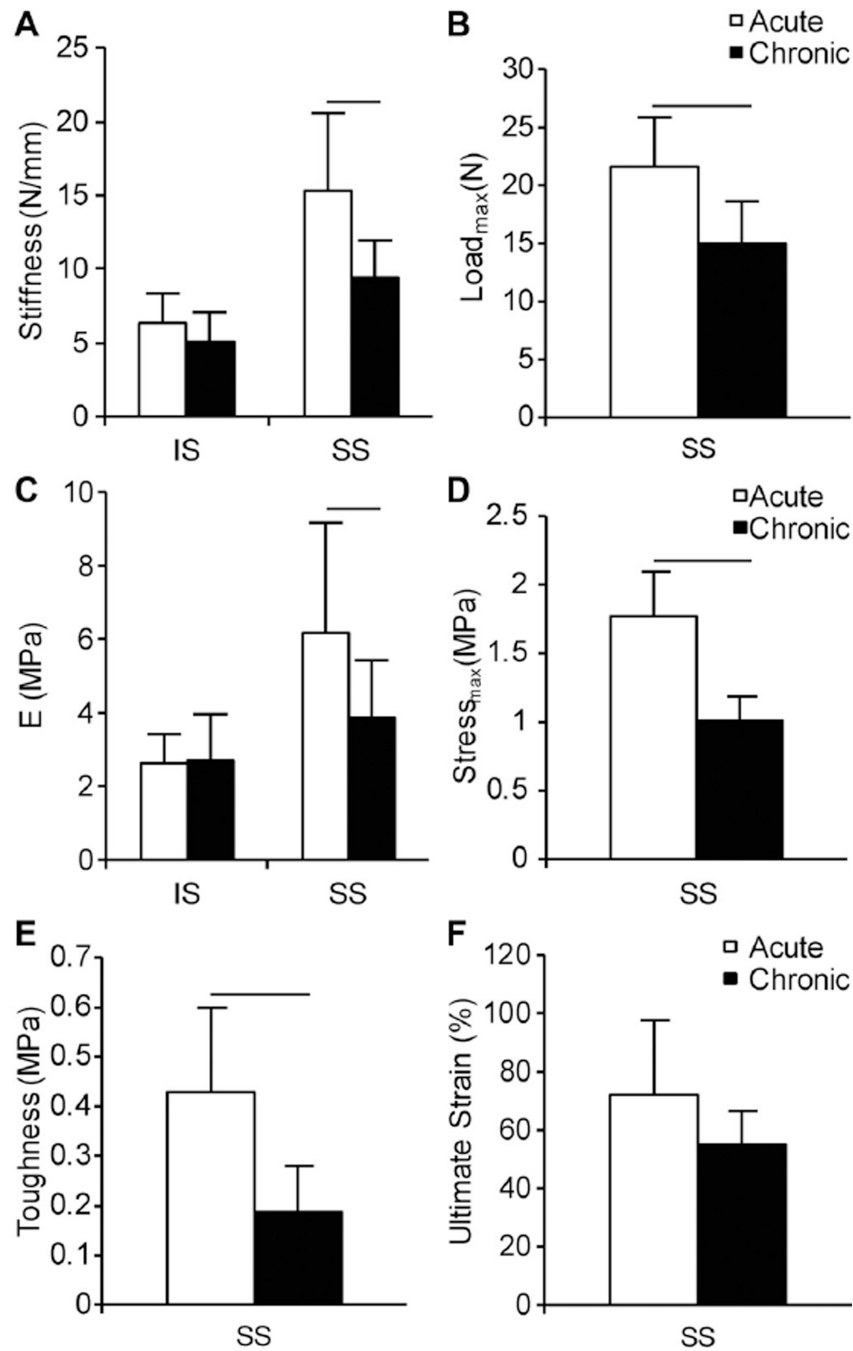 A
Stiffness (N/mm)
25
20
15
10
5
0
IS SS
B
Acute
Chronic
Loadmax(N)
30
25
20
15
10
5
0
SS
C
E (MPa)
10
8
6
4
2
0
IS SS
D
Acute
Chronic
Stressmax(MPa)
2.5
2
1.5
1
0.5
0
SS
E
Toughness (MPa)
0.7
0.6
0.5
0.4
0.3
0.2
0.1
0
SS
F
Acute
Chronic
Ultimate Strain (%)
120
100
80
60
40
20
0
SS